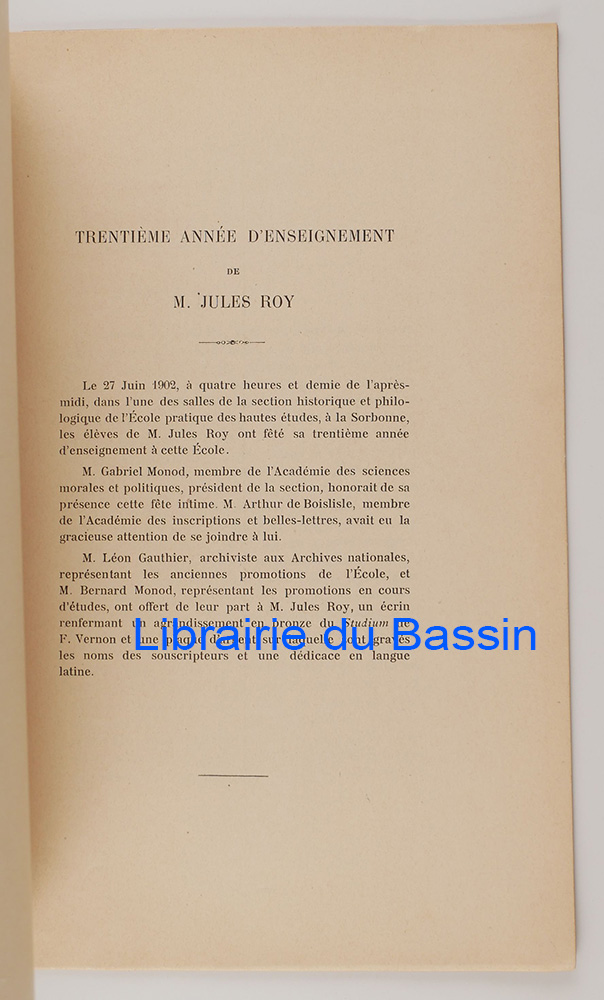 TRENTIÈME ANNÉE D'ENSEIGNEMENT
DE
M. JULES ROY
Le 27 Juin 1902, à quatre heures et demie de l'après-
midi, dans l'une des salles de la section historique et philo-
logique de l'École pratique des hautes études, à la Sorbonne,
les élèves de M. Jules Roy ont fêté sa trentième année
d'enseignement à cette École.
M. Gabriel Monod, membre de l'Académie des sciences
morales et politiques, président de la section, honorait de sa
présence cette fête intime. M. Arthur de Boislisle, membre
de l'Académie des inscriptions et belles-lettres, avait eu la
gracieuse attention de se joindre à lui.
M. Léon Gauthier, archiviste aux Archives nationales,
représentant les anciennes promotions de l'École, et
M. Bernard Monod, représentant les promotions en cours
d'études, ont offert de leur part à M. Jules Roy, un écrin
renfermant un agrandissement en bronze du Studium de
F. Vernon et une plaque d'argent sur laquelle sont gravés
les noms des souscripteurs et une dédicace en langue
latine.
Librairie du Bassin